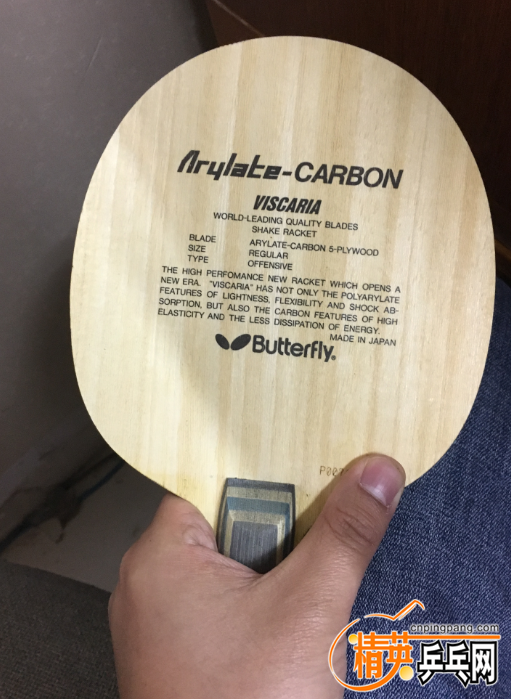 Arylate-CARBON
VISCARIA
WORLD-LEADING QUALITY BLADES
SHAKE RACKET
BLADE ARYLATE-CARBON 5-PLYWOOD
SIZE REGULAR
TYPE OFFENSIVE
THE HIGH PERFOMANCE NEW RACKET WHICH OPENS A
NEW ERA. "VISCARIA" HAS NOT ONLY THE POLYARYLATE
FEATURES OF LIGHTNESS, FLEXIBILITY AND SHOCK AB-
SORPTION, BUT ALSO THE CARBON FEATURES OF HIGH
ELASTICITY AND THE LESS DISSIPATION OF ENERGY.
MADE IN JAPAN
Butterfly
cnpingpang.com
精英乒乓网